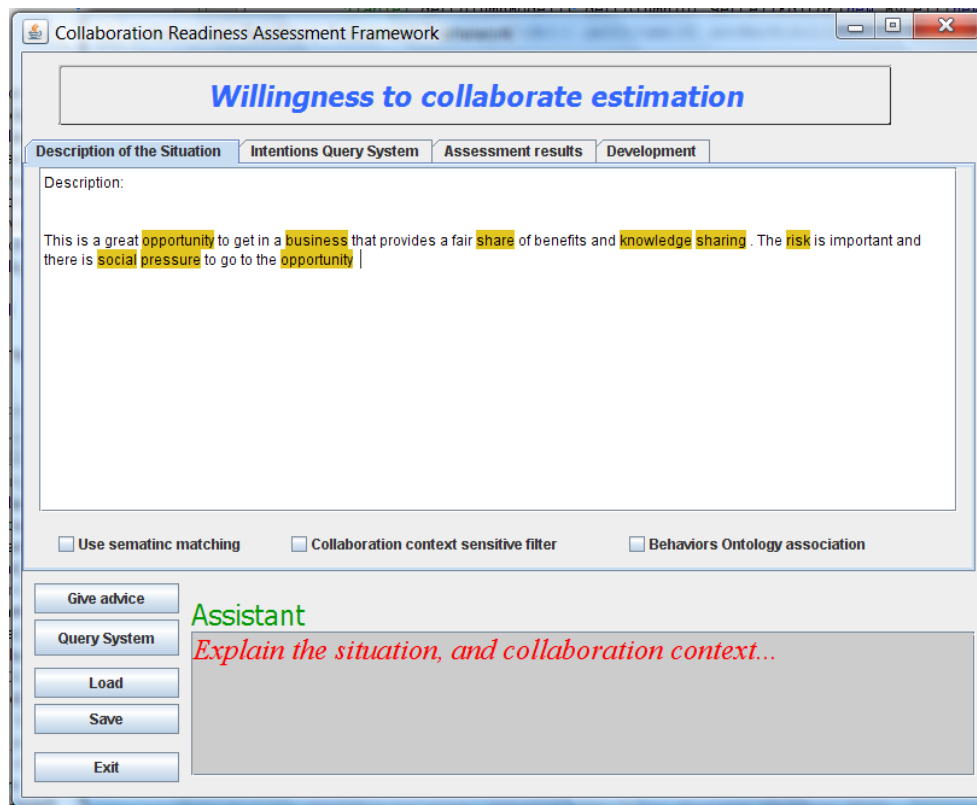 Collaboration Readiness Assessment Framework
Willingness to collaborate estimation
Description of the Situation
Intentions Query System
Assessment results
Development
Description:
This is a great opportunity to get in a business that provides a fair share of benefits and knowledge sharing . The risk is important and
there is social pressure to go to the opportunity
Use sematinc matching
Collaboration context sensitive filter
Behaviors Ontology association
Give advice
Query System
Load
Save
Exit
Assistant
Explain the situation, and collaboration context...